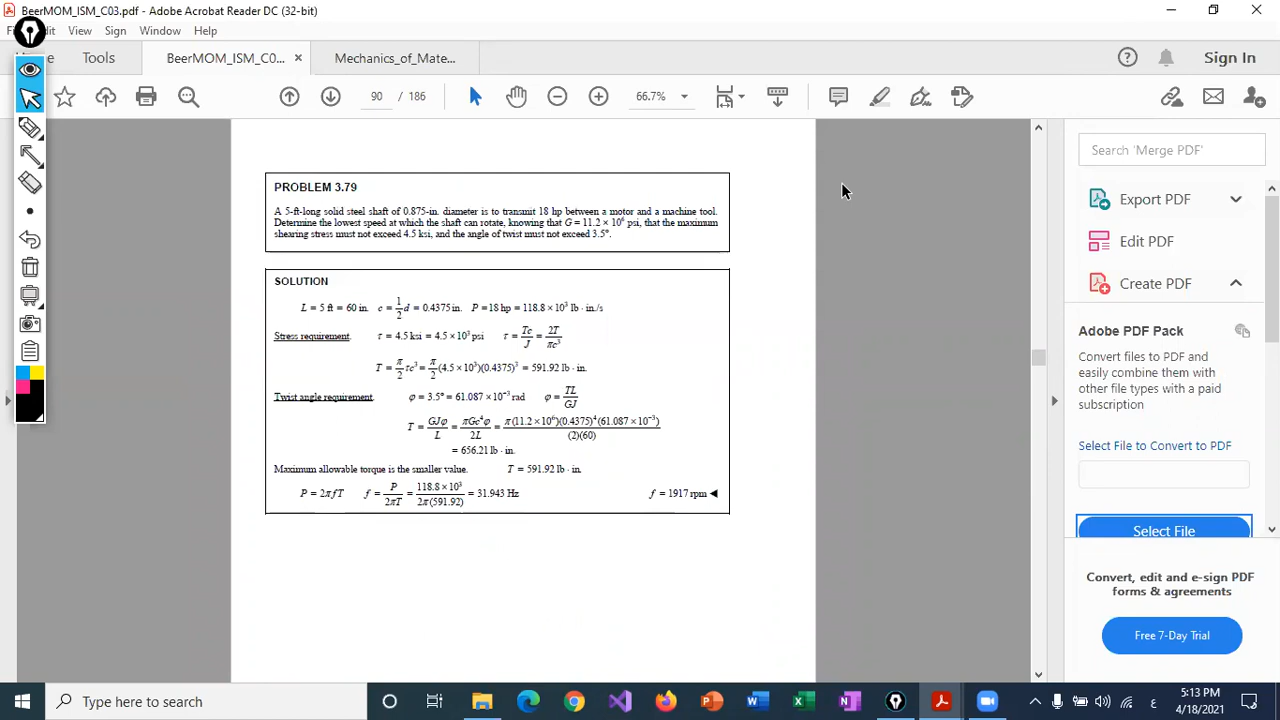 BeerMOM_ISM_C03.pdf - Adobe Acrobat Reader DC (32-bit)
View Sign Window Help
Tools BeerMOM_ISM_C0... × Mechanics_of_Mate... Sign In
90 / 186 66.7%
PROBLEM 3.79
A 5-ft-long solid steel shaft of 0.875-in. diameter is to transmit 18 hp between a motor and a machine tool.
Determine the lowest speed at which the shaft can rotate, knowing that G = 11.2 × 10⁶ psi, that the maximum
shearing stress must not exceed 4.5 ksi, and the angle of twist must not exceed 3.5°.
SOLUTION
L = 5 ft = 60 in. c = 1/2 d = 0.4375 in. P = 18 hp = 118.8 × 10³ lb · in./s
Stress requirement. τ = 4.5 ksi = 4.5 × 10³ psi τ = Tc/J = 2T/πc³
T = π/2 τc³ = π/2 (4.5 × 10³)(0.4375)³ = 591.92 lb · in.
Twist angle requirement. φ = 3.5° = 61.087 × 10⁻³ rad φ = TL/GJ
T = GJφ/L = πGc⁴φ/2L = π(11.2 × 10⁶)(0.4375)⁴(61.087 × 10⁻³)/(2)(60)
= 656.21 lb · in.
Maximum allowable torque is the smaller value. T = 591.92 lb · in.
P = 2πfT f = P/2πT = 118.8 × 10³/2π(591.92) = 31.943 Hz f = 1917 rpm ◄
Search 'Merge PDF'
Export PDF
Edit PDF
Create PDF
Adobe PDF Pack
Convert files to PDF and
easily combine them with
other file types with a paid
subscription
Select File to Convert to PDF
Select File
Convert, edit and e-sign PDF
forms & agreements
Free 7-Day Trial
Type here to search
ع 5:13 PM
4/18/2021